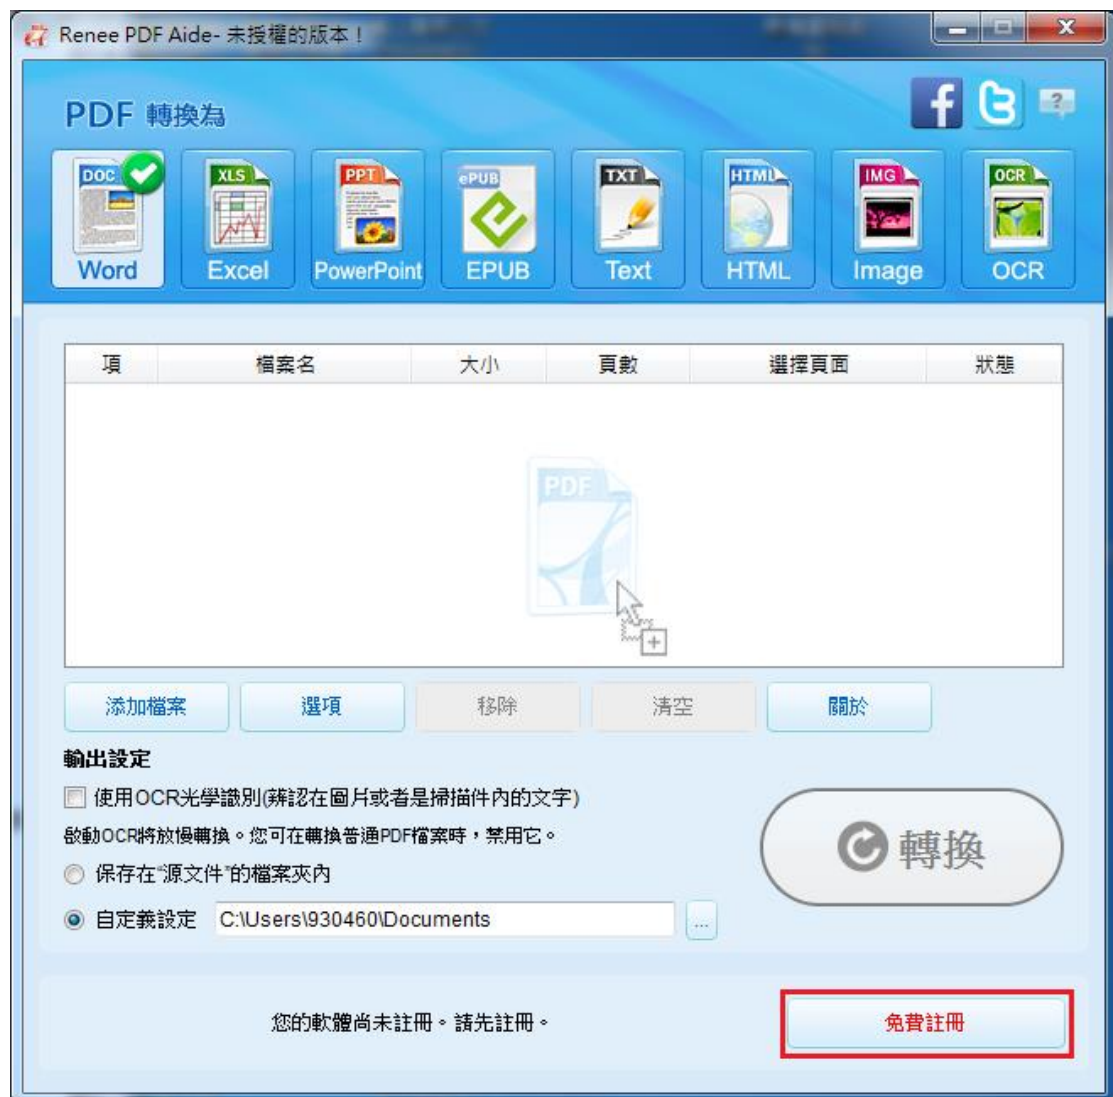 Renee PDF Aide- 未授權的版本！
PDF 轉換為
DOC XLS PPT ePUB TXT HTML IMG OCR
Word Excel PowerPoint EPUB Text HTML Image OCR
項 檔案名 大小 頁數 選擇頁面 狀態
PDF
添加檔案 選項 移除 清空 關於
輸出設定
使用OCR光學識別(辨認在圖片或者是掃描件內的文字)
啟動OCR將放慢轉換。您可在轉換普通PDF檔案時，禁用它。
轉換
保存在"源文件"的檔案夾內
自定義設定 C:\Users\930460\Documents ...
您的軟體尚未註冊。請先註冊。 免費註冊